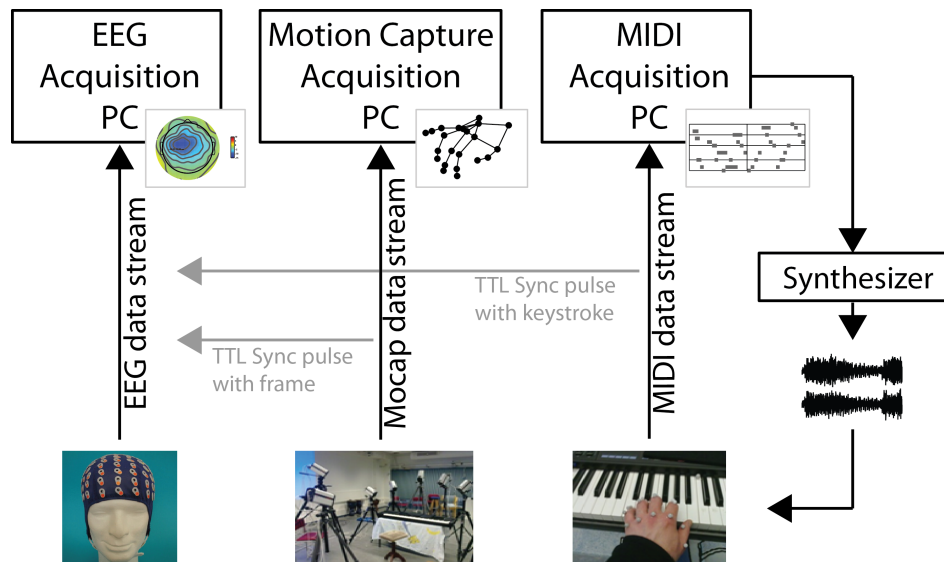 EEG
Acquisition
PC
Motion Capture
Acquisition
PC
MIDI
Acquisition
PC
EEG data stream
Mocap data stream
MIDI data stream
TTL Sync pulse
with keystroke
TTL Sync pulse
with frame
Synthesizer